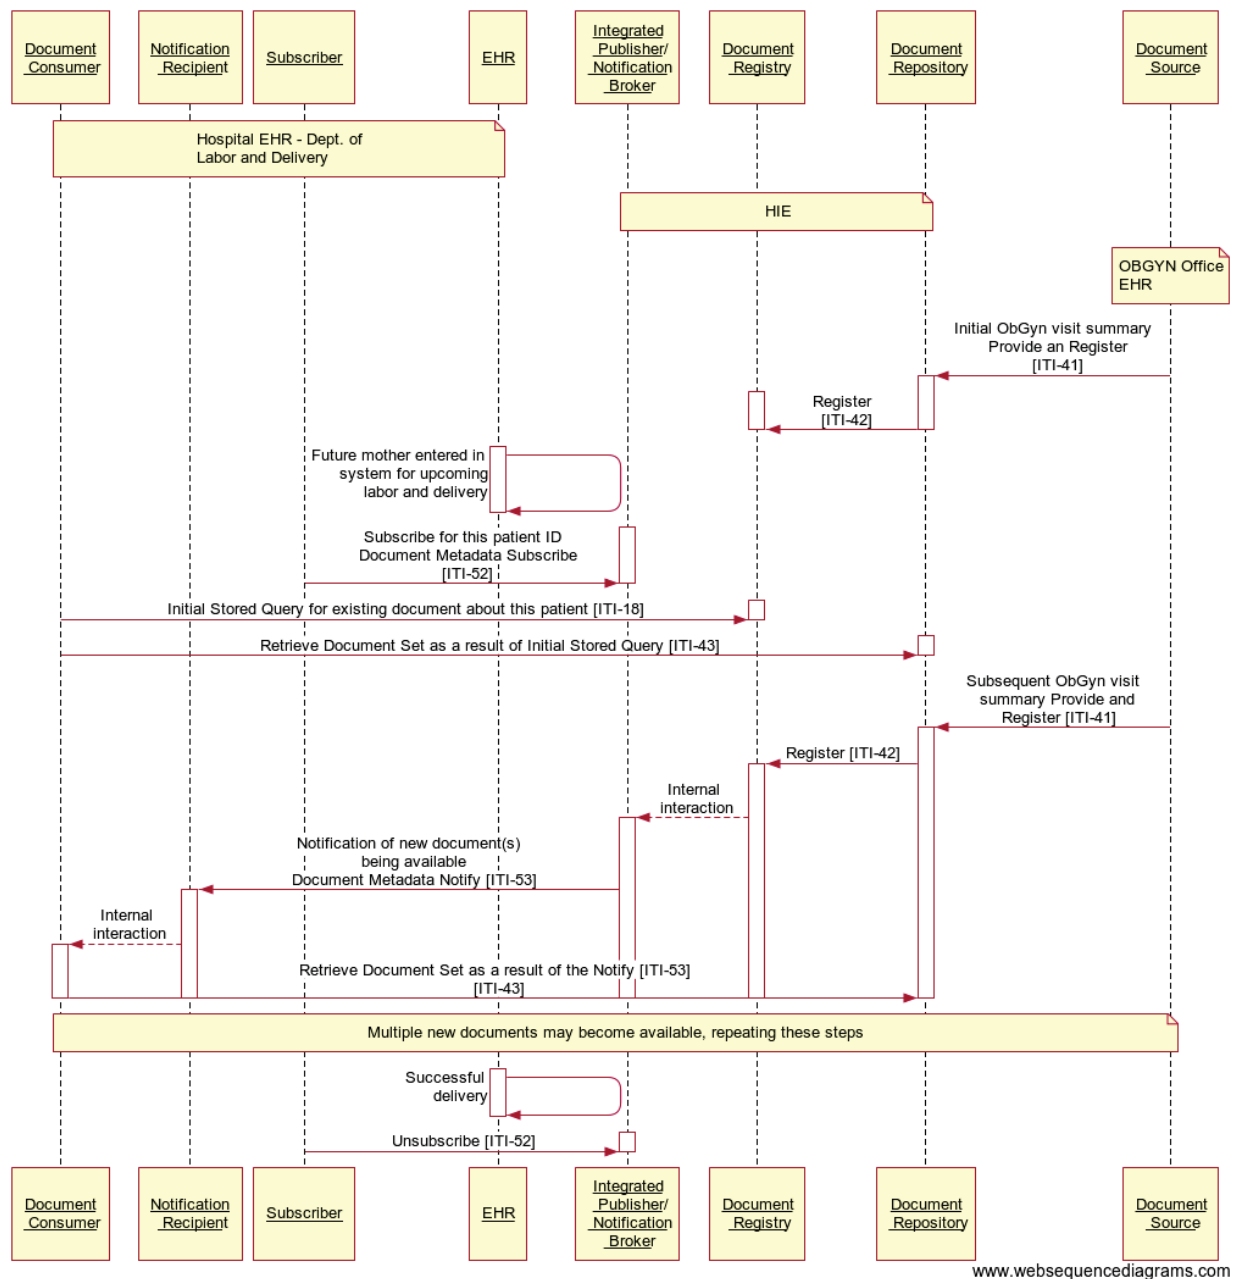 Document
Consumer
Notification
Recipient
Subscriber
EHR
Integrated
Publisher/
Notification
Broker
Document
Registry
Document
Repository
Document
Source
Hospital EHR - Dept. of
Labor and Delivery
HIE
OBGYN Office
EHR
Initial ObGyn visit summary
Provide an Register
[ITI-41]
Register
[ITI-42]
Future mother entered in
system for upcoming
labor and delivery
Subscribe for this patient ID
Document Metadata Subscribe
[ITI-52]
Initial Stored Query for existing document about this patient [ITI-18]
Retrieve Document Set as a result of Initial Stored Query [ITI-43]
Subsequent ObGyn visit
summary Provide and
Register [ITI-41]
Register [ITI-42]
Internal
interaction
Notification of new document(s)
being available
Document Metadata Notify [ITI-53]
Internal
interaction
Retrieve Document Set as a result of the Notify [ITI-53]
[ITI-43]
Multiple new documents may become available, repeating these steps
Successful
delivery
Unsubscribe [ITI-52]
Document
Consumer
Notification
Recipient
Subscriber
EHR
Integrated
Publisher/
Notification
Broker
Document
Registry
Document
Repository
Document
Source
www.websequencediagrams.com